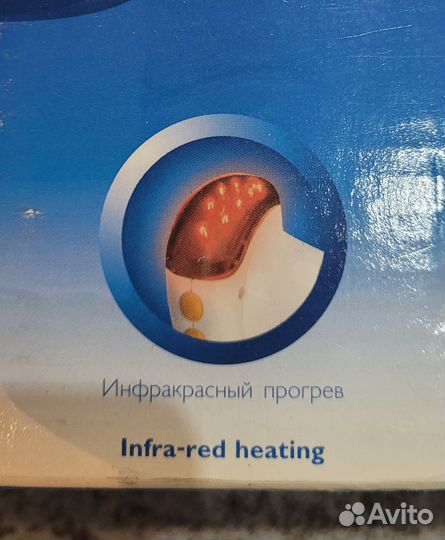 Инфракрасный прогрев
Infra-red heating
Avito